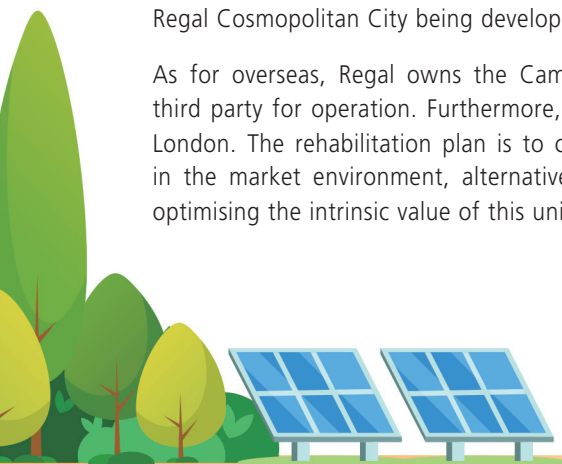 Regal Cosmopolitan City being develop
As for overseas, Regal owns the Cam
third party for operation. Furthermore,
London. The rehabilitation plan is to c
in the market environment, alternative
optimising the intrinsic value of this uni